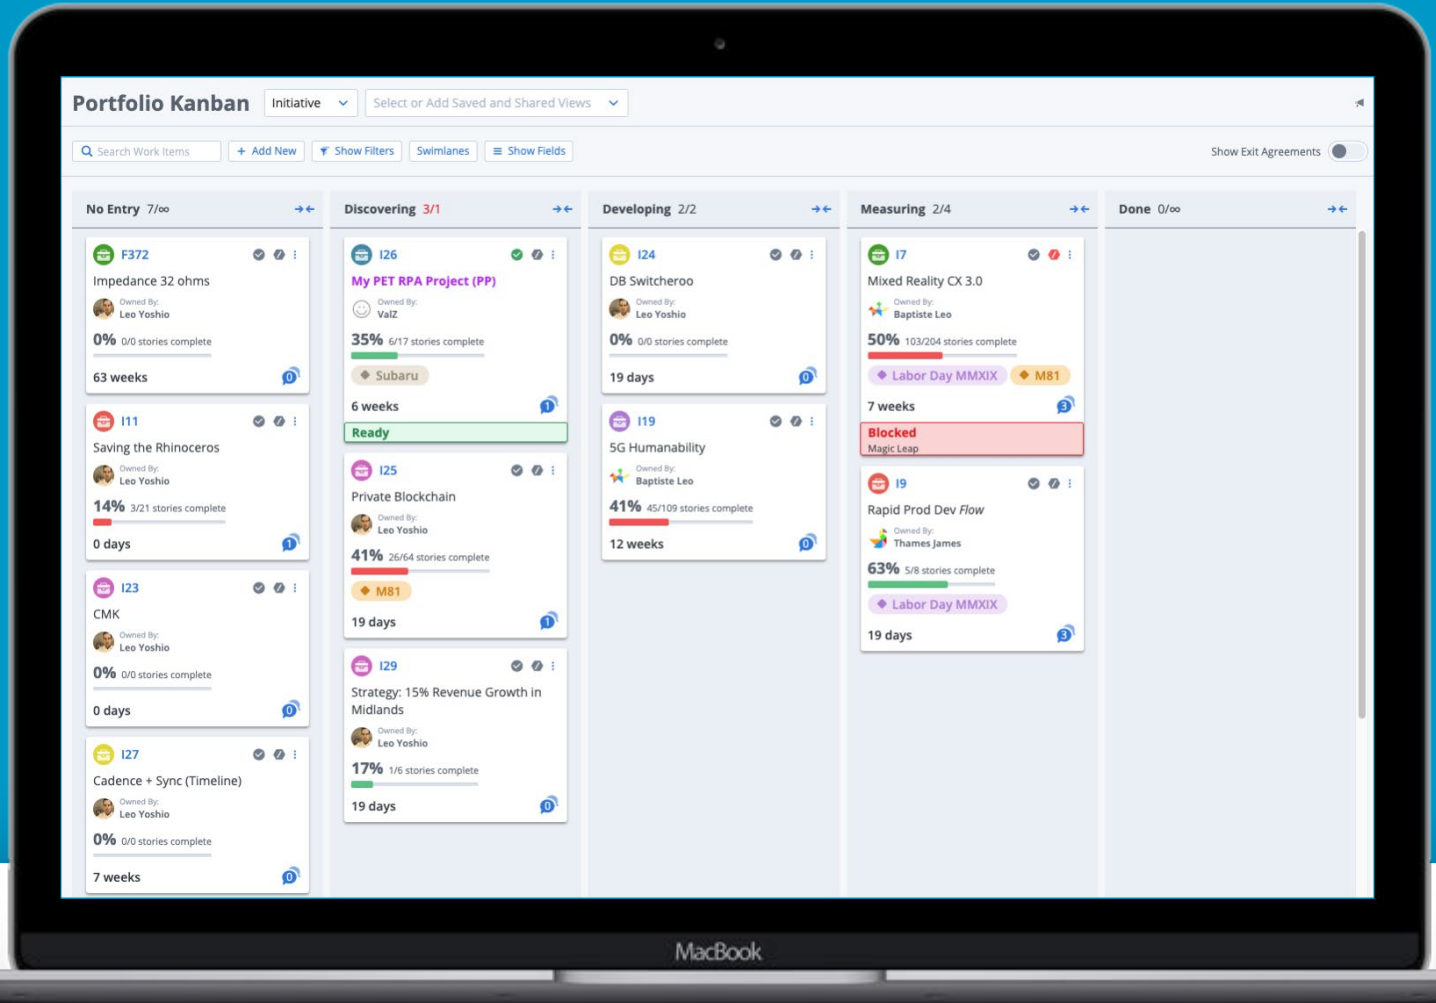 Portfolio Kanban Initiative Select or Add Saved and Shared Views
Search Work Items + Add New Show Filters Swimlanes Show Fields Show Exit Agreements
No Entry 7/∞
F372
Impedance 32 ohms
Owned By:
Leo Yoshio
0% 0/0 stories complete
63 weeks 0
I11
Saving the Rhinoceros
Owned By:
Leo Yoshio
14% 3/21 stories complete
0 days 1
I23
CMK
Owned By:
Leo Yoshio
0% 0/0 stories complete
0 days 0
I27
Cadence + Sync (Timeline)
Owned By:
Leo Yoshio
0% 0/0 stories complete
7 weeks 0
Discovering 3/1
I26
My PET RPA Project (PP)
Owned By:
ValZ
35% 6/17 stories complete
Subaru
6 weeks 1
Ready
I25
Private Blockchain
Owned By:
Leo Yoshio
41% 26/64 stories complete
M81
19 days 1
I29
Strategy: 15% Revenue Growth in
Midlands
Owned By:
Leo Yoshio
17% 1/6 stories complete
19 days 0
Developing 2/2
I24
DB Switcheroo
Owned By:
Leo Yoshio
0% 0/0 stories complete
19 days 0
I19
5G Humanability
Owned By:
Baptiste Leo
41% 45/109 stories complete
12 weeks 0
Measuring 2/4
I7
Mixed Reality CX 3.0
Owned By:
Baptiste Leo
50% 103/204 stories complete
Labor Day MMXIX M81
7 weeks 3
Blocked
Magic Leap
I9
Rapid Prod Dev Flow
Owned By:
Thames James
63% 5/8 stories complete
Labor Day MMXIX
19 days 3
Done 0/∞
MacBook